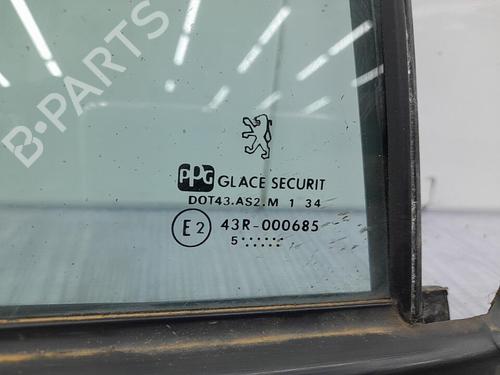 B-PARTS
PPG GLACE SECURIT
DOT43.AS2.M 1 34
E2 43R-000685
5